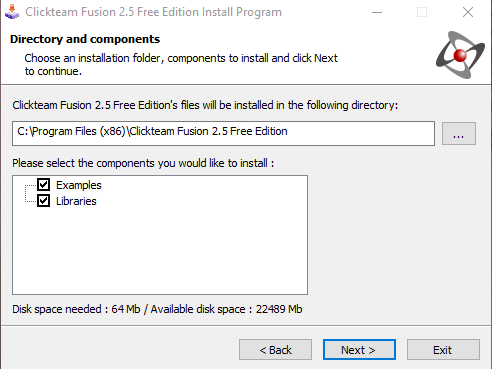 Clickteam Fusion 2.5 Free Edition Install Program
Directory and components
Choose an installation folder, components to install and click Next
to continue.
Clickteam Fusion 2.5 Free Edition's files will be installed in the following directory:
C:\Program Files (x86)\Clickteam Fusion 2.5 Free Edition
...
Please select the components you would like to install :
Examples
Libraries
Disk space needed : 64 Mb / Available disk space : 22489 Mb
< Back Next > Exit